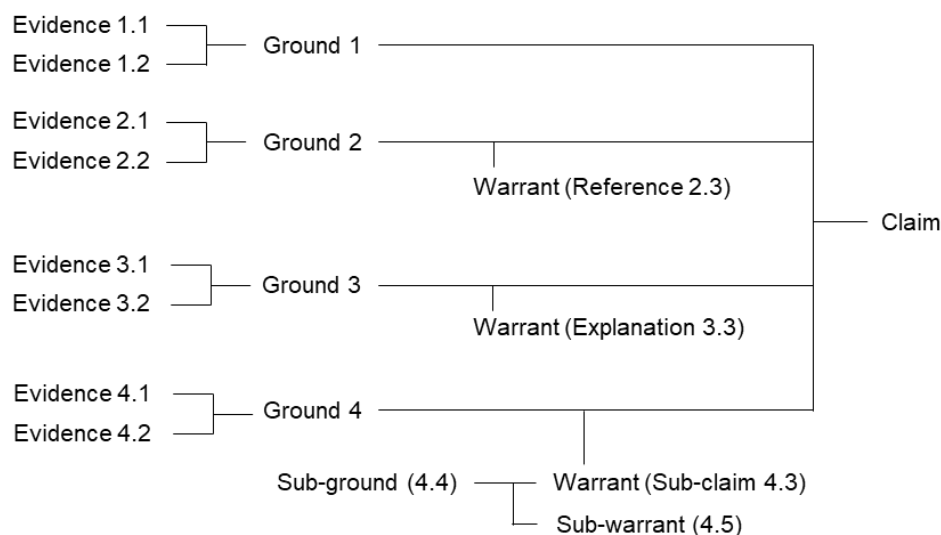 Evidence 1.1
Ground 1
Evidence 1.2
Evidence 2.1
Ground 2
Evidence 2.2
Warrant (Reference 2.3)
Claim
Evidence 3.1
Ground 3
Evidence 3.2
Warrant (Explanation 3.3)
Evidence 4.1
Ground 4
Evidence 4.2
Sub-ground (4.4)
Warrant (Sub-claim 4.3)
Sub-warrant (4.5)